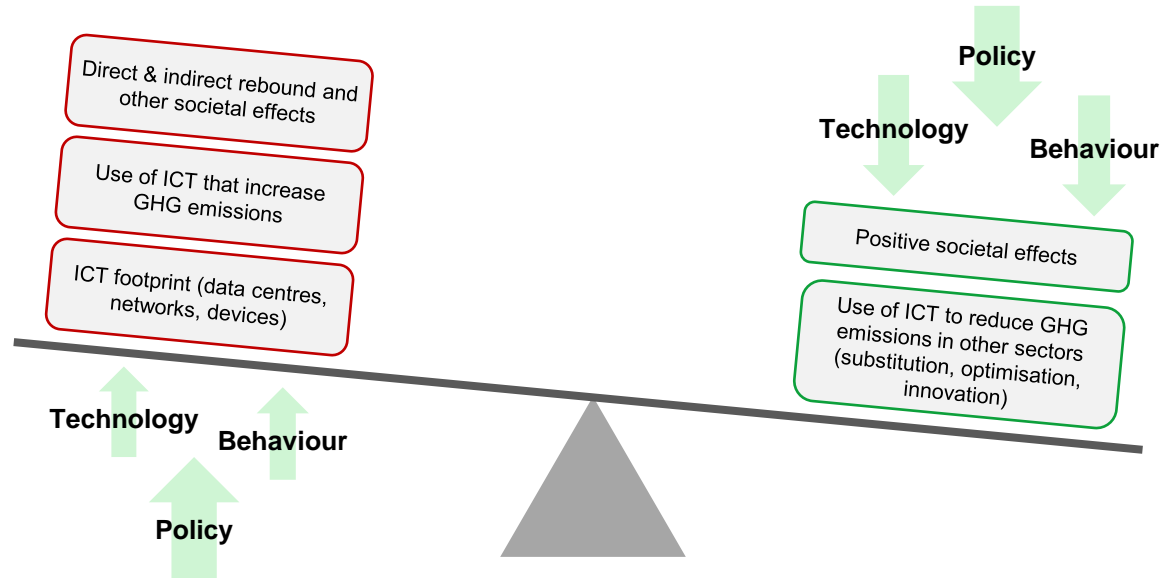 Direct & indirect rebound and
other societal effects
Use of ICT that increase
GHG emissions
ICT footprint (data centres,
networks, devices)
Technology
Behaviour
Policy
Policy
Technology
Behaviour
Positive societal effects
Use of ICT to reduce GHG
emissions in other sectors
(substitution, optimisation,
innovation)